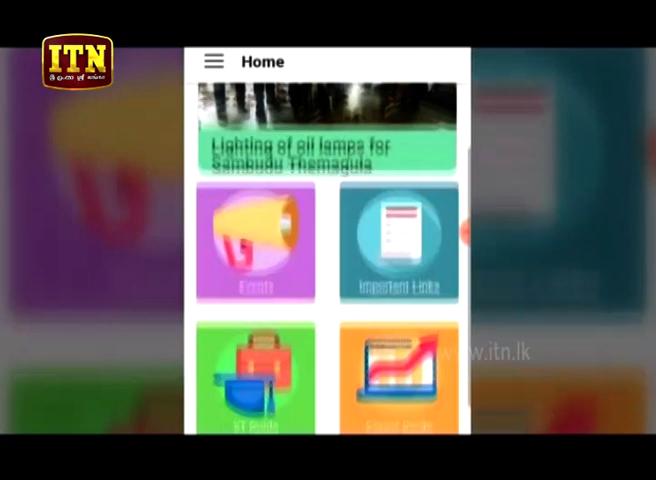 ITN
ශ්‍රී ලංකා
Home
Lighting of oil lamps for
Sambudu Themagula
Events
Important Links
www.itn.lk